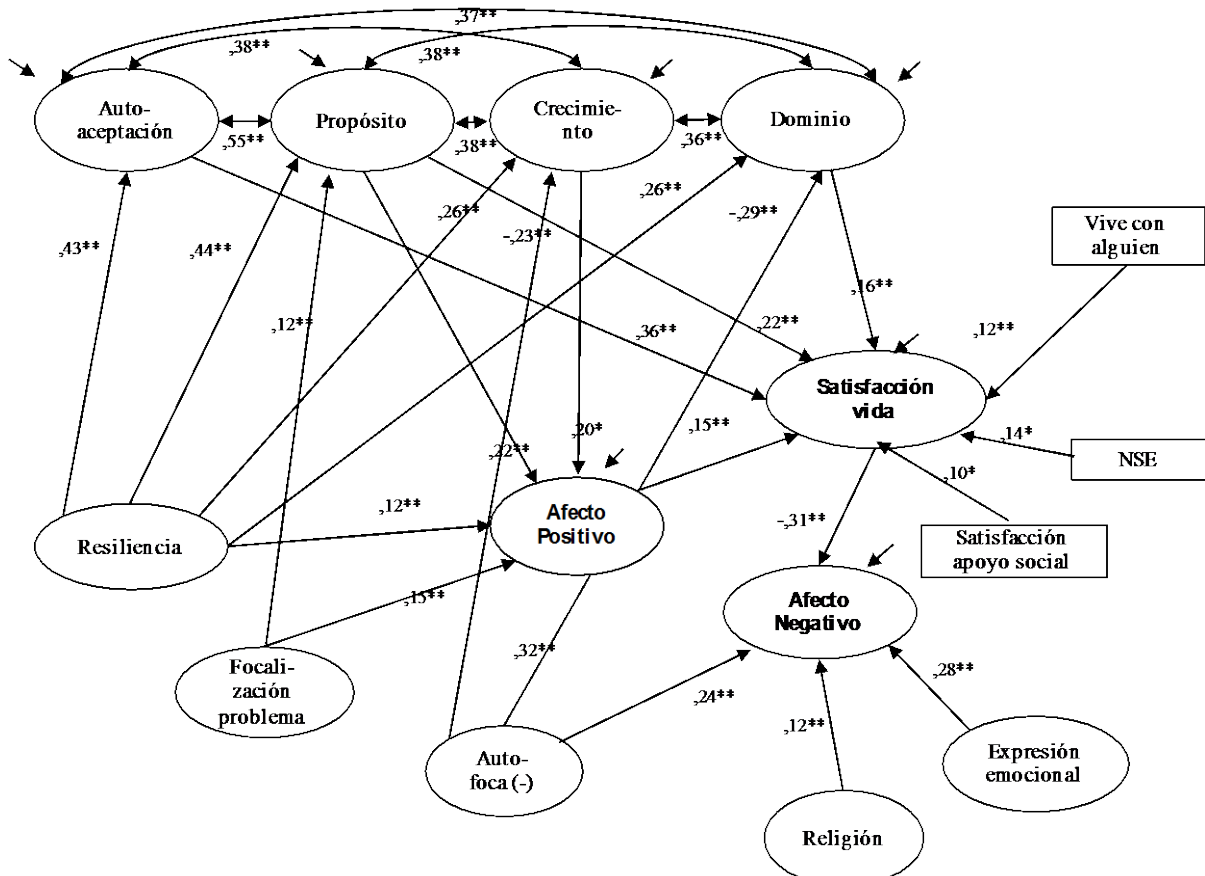 ,37**
,38**
,38**
Auto-
aceptación
Propósito
Crecimie-
nto
Dominio
,55**
,38**
,36**
,26**
,26**
-,29**
-,23**
,43**
,44**
Vive con
alguien
,16**
,12**
,22**
,36**
,12**
Satisfacción
vida
,20*
,15**
,14*
NSE
,22**
,10*
,12**
Afecto
Positivo
Resiliencia
-,31**
Satisfacción
apoyo social
,15**
Afecto
Negativo
,32**
Focali-
zación
problema
,28**
,24**
,12**
Auto-
foca (-)
Expresión
emocional
Religión